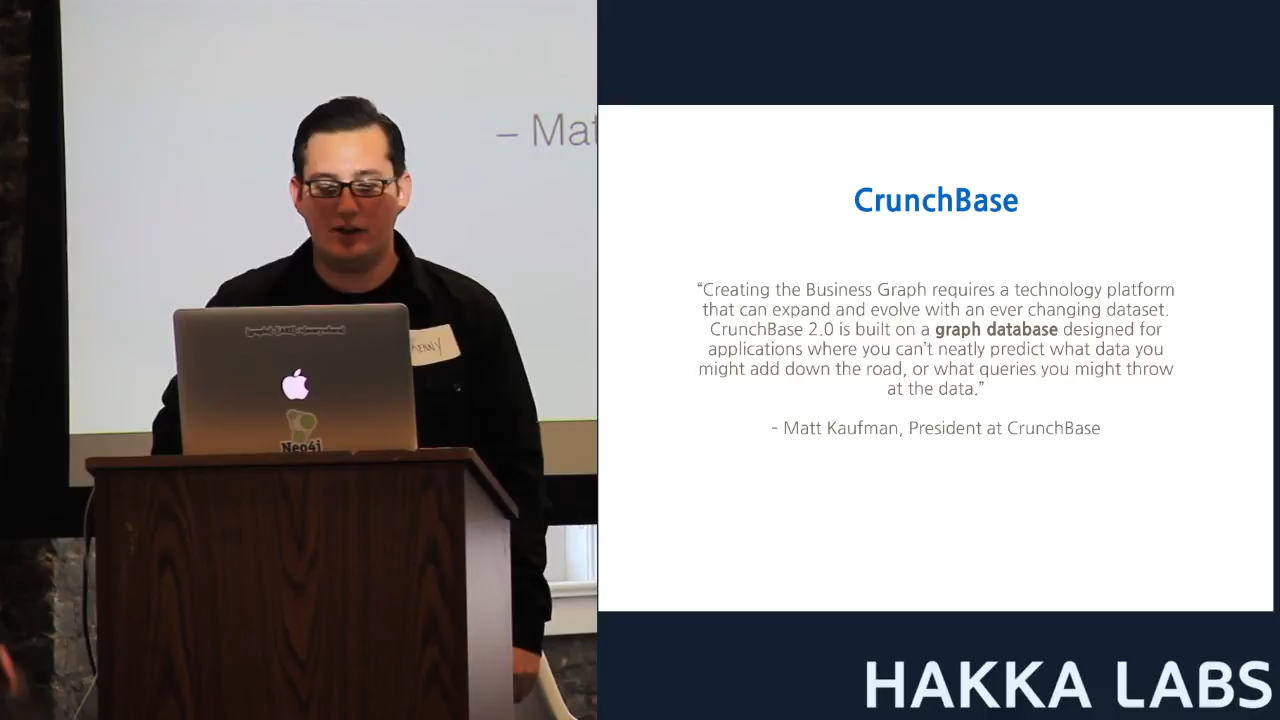 – Mat
KENNY
Neo4j
CrunchBase
“Creating the Business Graph requires a technology platform
that can expand and evolve with an ever changing dataset.
CrunchBase 2.0 is built on a graph database designed for
applications where you can't neatly predict what data you
might add down the road, or what queries you might throw
at the data.”
- Matt Kaufman, President at CrunchBase
HAKKA LABS